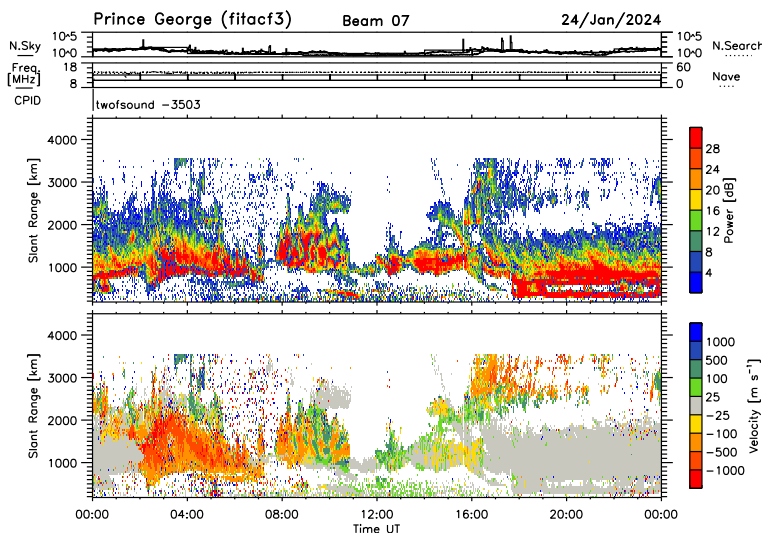 Prince George (fitacf3) Beam 07 24/Jan/2024
N.Sky 10^5 10^0 10^5 10^0 N.Search
Freq. [MHz] 18 8 60 0 Nave
CPID twofsound -3503
Slant Range [km] 4000 3000 2000 1000
Power [dB] 28 24 20 16 12 8 4
Slant Range [km] 4000 3000 2000 1000
Velocity [m s⁻¹] 1000 500 100 25 -25 -100 -500 -1000
00:00 04:00 08:00 12:00 16:00 20:00 00:00
Time UT